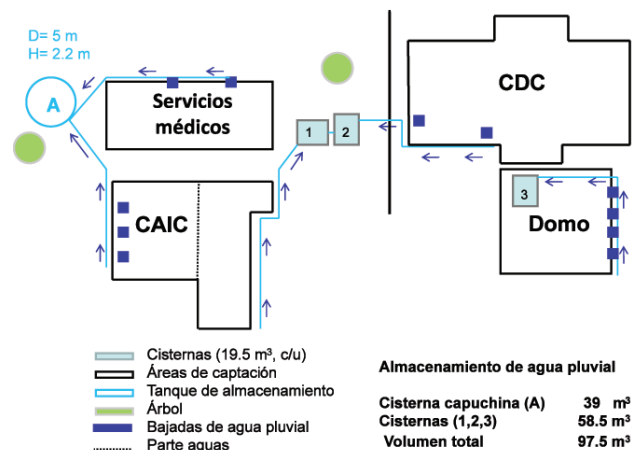 D= 5 m
H= 2.2 m
A
Servicios
médicos
1
2
CDC
3
Domo
CAIC
Cisternas (19.5 m³, c/u)
Áreas de captación
Tanque de almacenamiento
Árbol
Bajadas de agua pluvial
Parte aguas
Almacenamiento de agua pluvial
Cisterna capuchina (A) 39 m³
Cisternas (1,2,3) 58.5 m³
Volumen total 97.5 m³